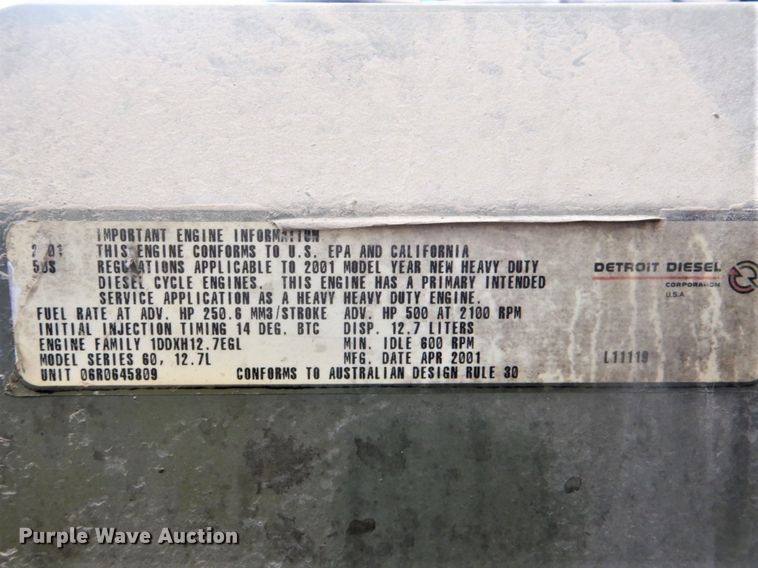 IMPORTANT ENGINE INFORMATION
THIS ENGINE CONFORMS TO U.S. EPA AND CALIFORNIA
REGULATIONS APPLICABLE TO 2001 MODEL YEAR NEW HEAVY DUTY
DIESEL CYCLE ENGINES. THIS ENGINE HAS A PRIMARY INTENDED
SERVICE APPLICATION AS A HEAVY HEAVY DUTY ENGINE.
FUEL RATE AT ADV. HP 250.6 MM3/STROKE ADV. HP 500 AT 2100 RPM
INITIAL INJECTION TIMING 14 DEG. BTC DISP. 12.7 LITERS
ENGINE FAMILY 1DDXH12.7EGL MIN. IDLE 600 RPM
MODEL SERIES 60, 12.7L MFG. DATE APR 2001
UNIT 06R0645809 CONFORMS TO AUSTRALIAN DESIGN RULE 30
DETROIT DIESEL
CORPORATION
U.S.A.
L11119
Purple Wave Auction